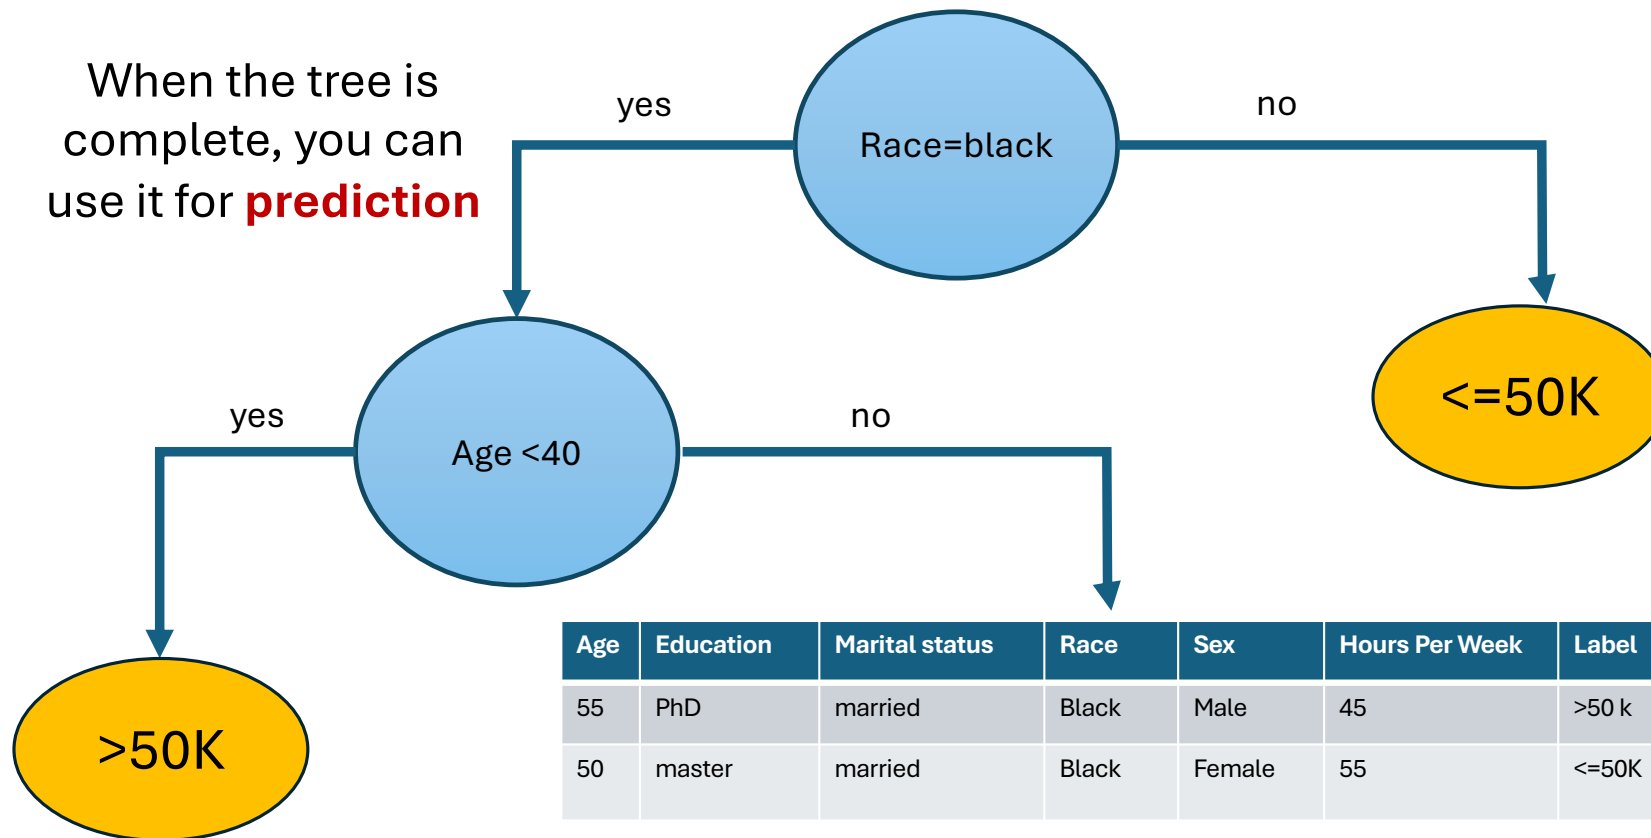 When the tree is
complete, you can
use it for prediction
yes
Race=black
no
<=50K
yes
Age <40
no
>50K
Age Education Marital status Race Sex Hours Per Week Label
55 PhD married Black Male 45 >50 k
50 master married Black Female 55 <=50K